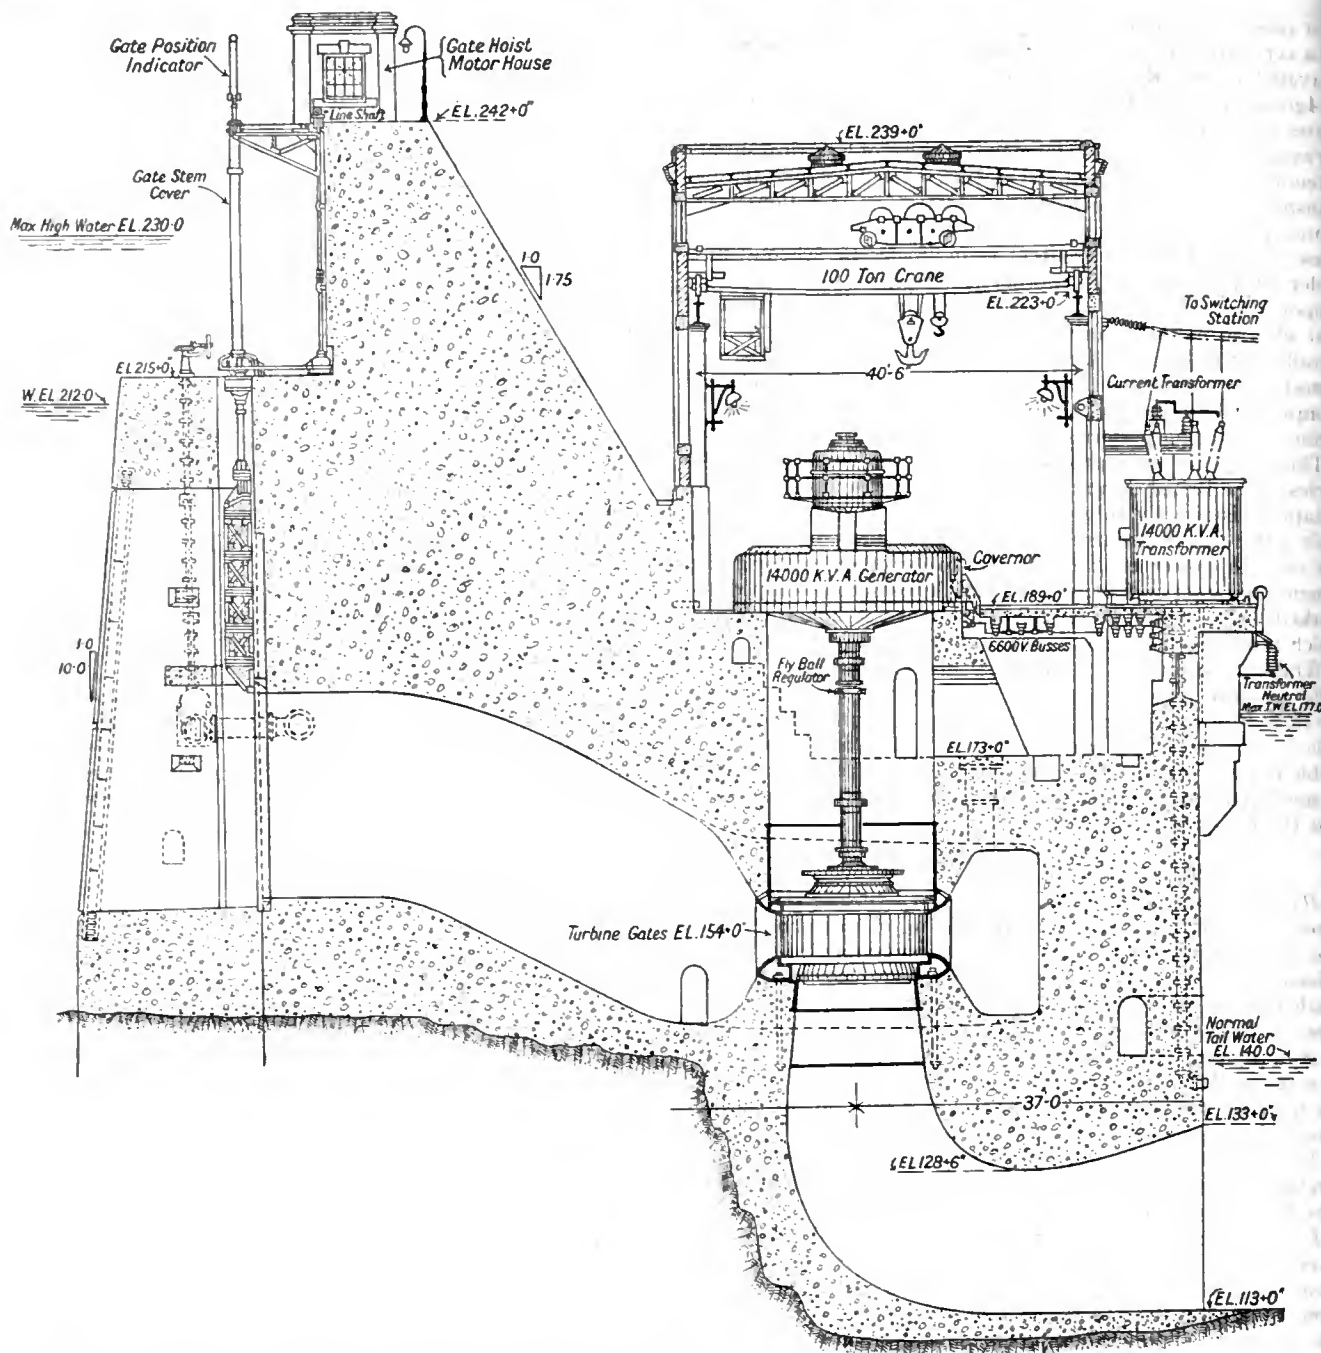 Gate Position
Indicator
Gate Hoist
Motor House
Line Shaft
EL.242+0"
EL.239+0"
Gate Stem
Cover
Max High Water EL.230·0
1·0
1·75
100 Ton Crane
EL.223+0
To Switching
Station
EL 215+0"
W.EL 212·0
40'-6"
Current Transformer
14000 K.V.A.
Transformer
14000 K.V.A. Generator
Governor
EL.189+0"
6600 V. Busses
Fly Ball
Regulator
1·0
10·0
Transformer
Neutral
Max T.W. EL 177.0
EL.173+0"
Turbine Gates EL.154+0
Normal
Tail Water
EL. 140.0
37'·0
EL.133+0"
EL 128+6"
EL.113+0"